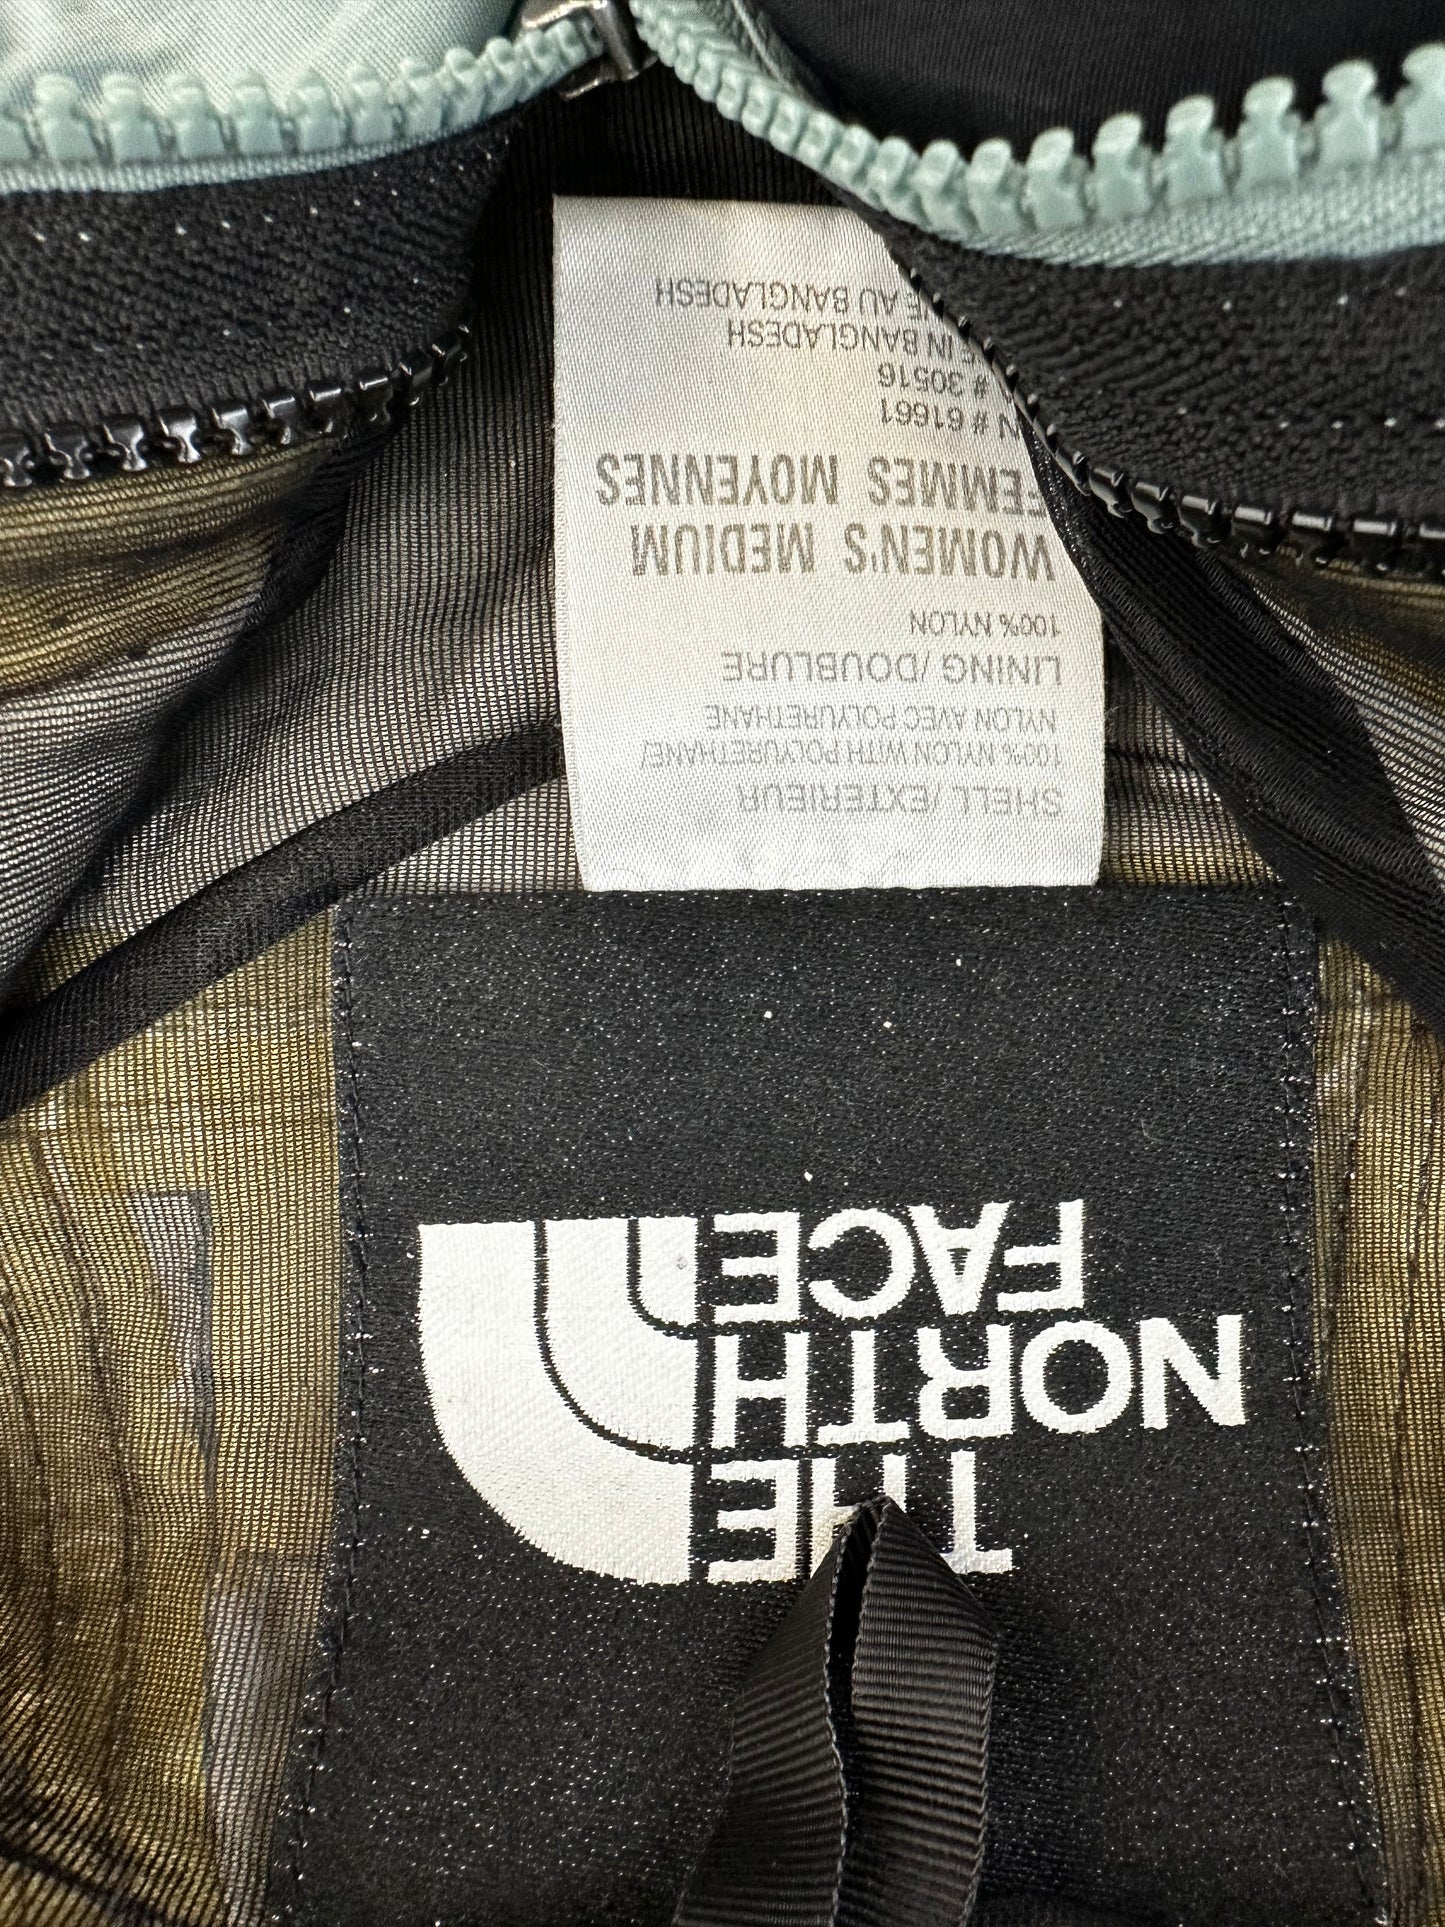 THE
NORTH
FACE
SHELL /EXTERIEUR
100% NYLON WITH POLYURETHANE/
NYLON AVEC POLYURETHANE
LINING /DOUBLURE
100% NYLON
WOMEN'S MEDIUM
FEMMES MOYENNES
N # 61661
# 30516
IN BANGLADESH
AU BANGLADESH